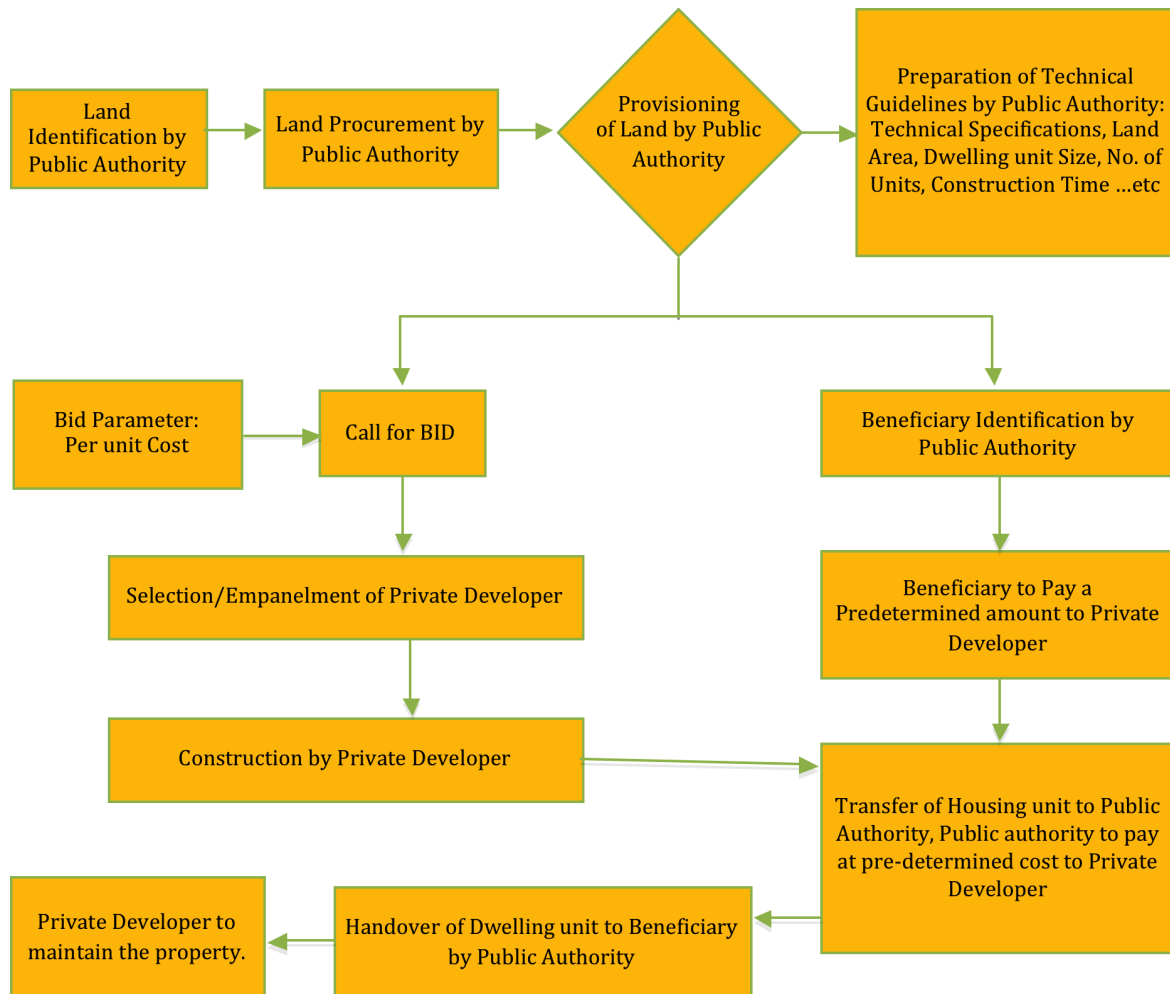 Land
Identification by
Public Authority
Land Procurement by
Public Authority
Provisioning
of Land by Public
Authority
Preparation of Technical
Guidelines by Public Authority:
Technical Specifications, Land
Area, Dwelling unit Size, No. of
Units, Construction Time ...etc
Bid Parameter:
Per unit Cost
Call for BID
Beneficiary Identification by
Public Authority
Selection/Empanelment of Private Developer
Beneficiary to Pay a
Predetermined amount to Private
Developer
Construction by Private Developer
Transfer of Housing unit to Public
Authority, Public authority to pay
at pre-determined cost to Private
Developer
Handover of Dwelling unit to Beneficiary
by Public Authority
Private Developer to
maintain the property.